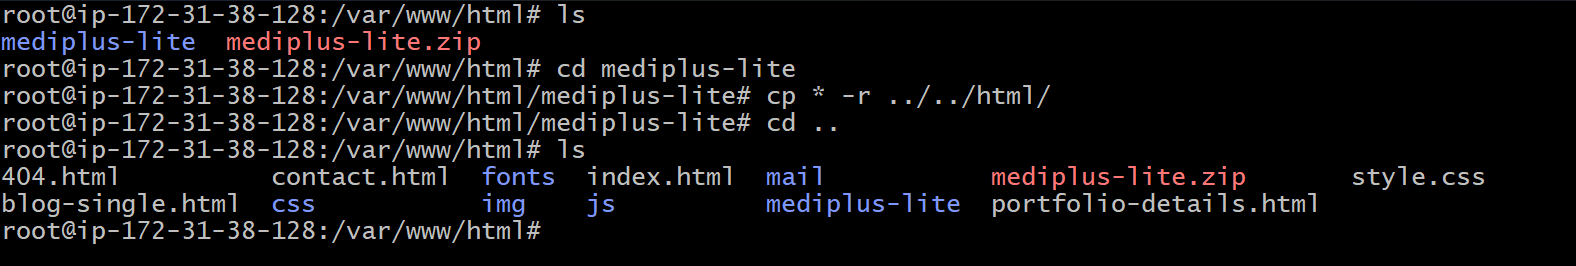 root@ip-172-31-38-128:/var/www/html# ls
mediplus-lite  mediplus-lite.zip
root@ip-172-31-38-128:/var/www/html# cd mediplus-lite
root@ip-172-31-38-128:/var/www/html/mediplus-lite# cp * -r ../../html/
root@ip-172-31-38-128:/var/www/html/mediplus-lite# cd ..
root@ip-172-31-38-128:/var/www/html# ls
404.html          contact.html  fonts  index.html  mail           mediplus-lite.zip       style.css
blog-single.html  css           img    js          mediplus-lite  portfolio-details.html
root@ip-172-31-38-128:/var/www/html#